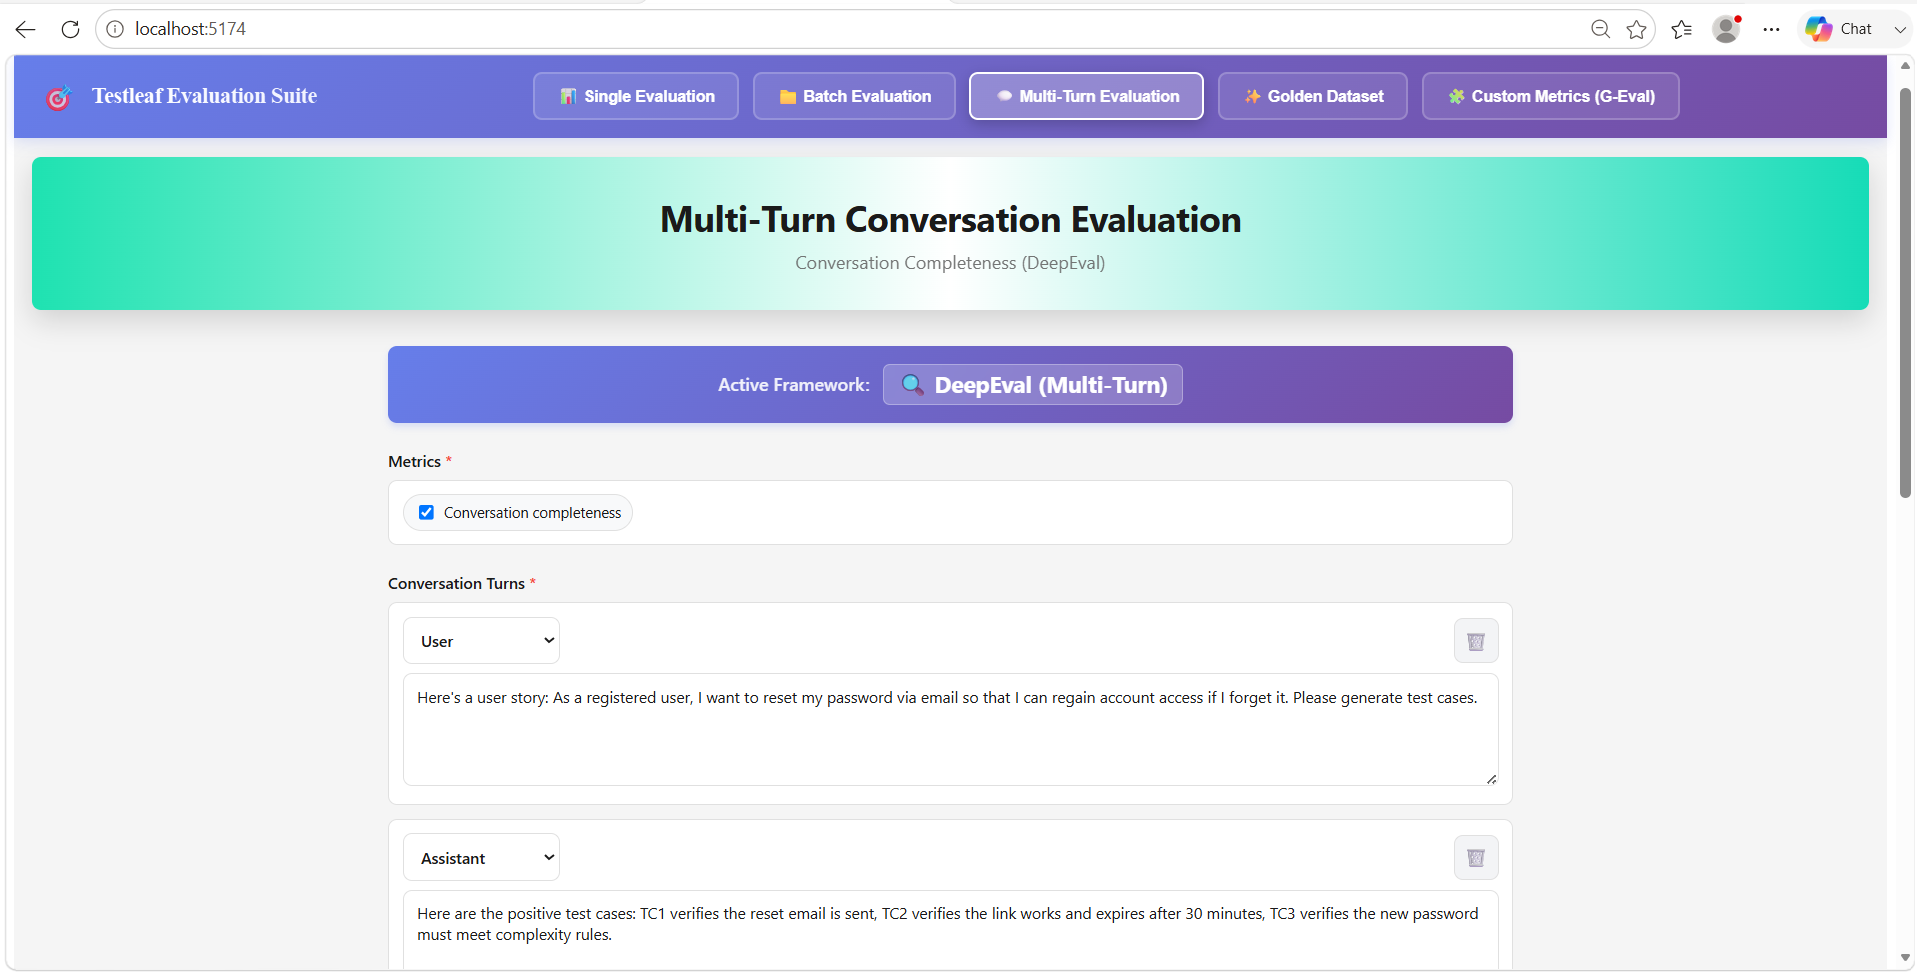 localhost:5174
Chat
Testleaf Evaluation Suite
Single Evaluation
Batch Evaluation
Multi-Turn Evaluation
Golden Dataset
Custom Metrics (G-Eval)
Multi-Turn Conversation Evaluation
Conversation Completeness (DeepEval)
Active Framework:
DeepEval (Multi-Turn)
Metrics *
Conversation completeness
Conversation Turns *
User
Here's a user story: As a registered user, I want to reset my password via email so that I can regain account access if I forget it. Please generate test cases.
Assistant
Here are the positive test cases: TC1 verifies the reset email is sent, TC2 verifies the link works and expires after 30 minutes, TC3 verifies the new password
must meet complexity rules.